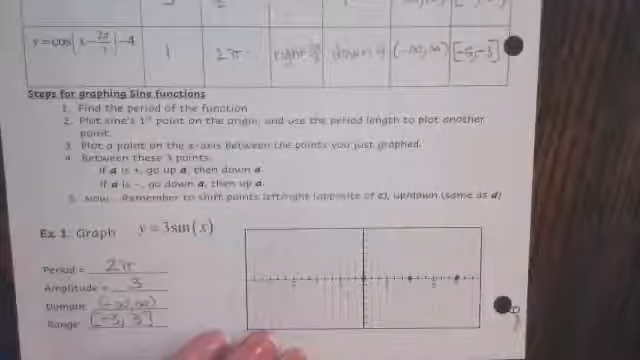 y = cos(x - 2π/3) - 4 1 2π right 2π/3 down 4 (-∞, ∞) [-5, -3]
Steps for graphing Sine functions
1. Find the period of the function
2. Plot sine's 1st point on the origin, and use the period length to plot another
point.
3. Plot a point on the x-axis between the points you just graphed.
4. Between these 3 points:
If a is +, go up a, then down a.
If a is -, go down a, then up a.
5. Now... Remember to shift points left/right (opposite of c), up/down (same as d)
Ex 1: Graph y = 3sin(x)
Period = 2π
Amplitude = 3
Domain: (-∞, ∞)
Range: [-3, 3]